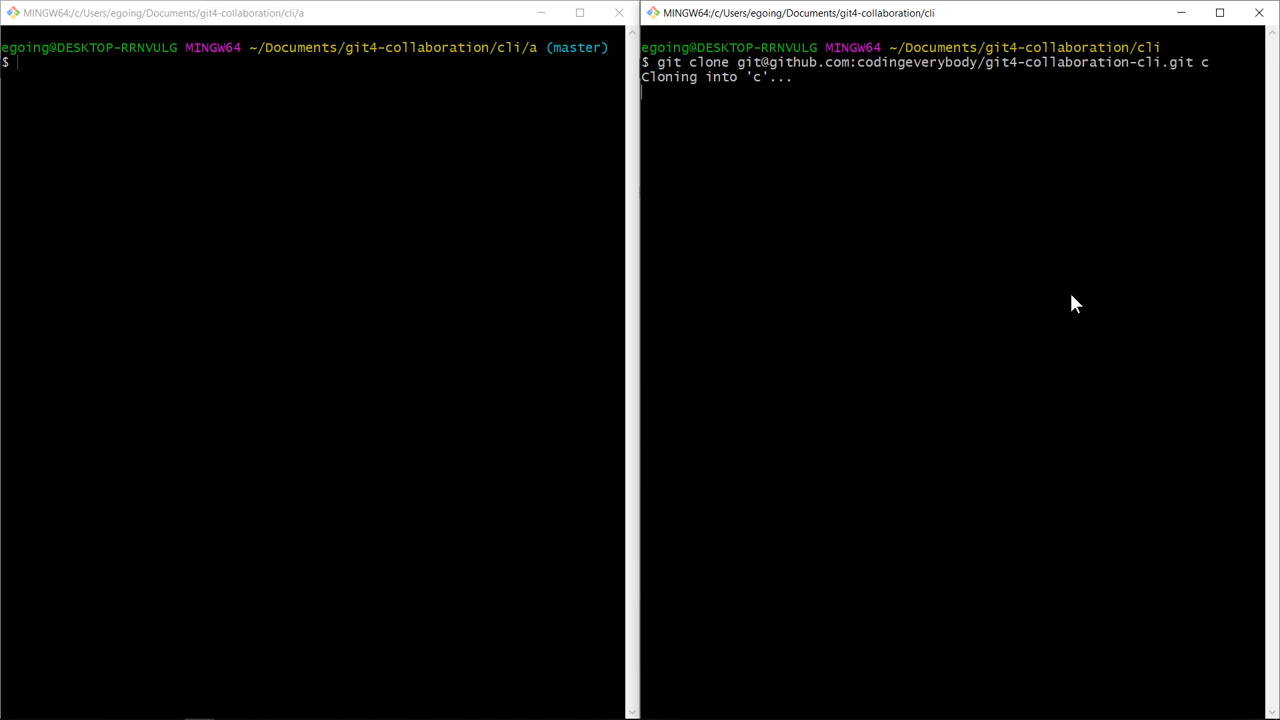 MINGW64:/c/Users/egoing/Documents/git4-collaboration/cli/a
egoing@DESKTOP-RRNVULG MINGW64 ~/Documents/git4-collaboration/cli/a (master)
$
MINGW64:/c/Users/egoing/Documents/git4-collaboration/cli
egoing@DESKTOP-RRNVULG MINGW64 ~/Documents/git4-collaboration/cli
$ git clone git@github.com:codingeverybody/git4-collaboration-cli.git c
Cloning into 'c'...